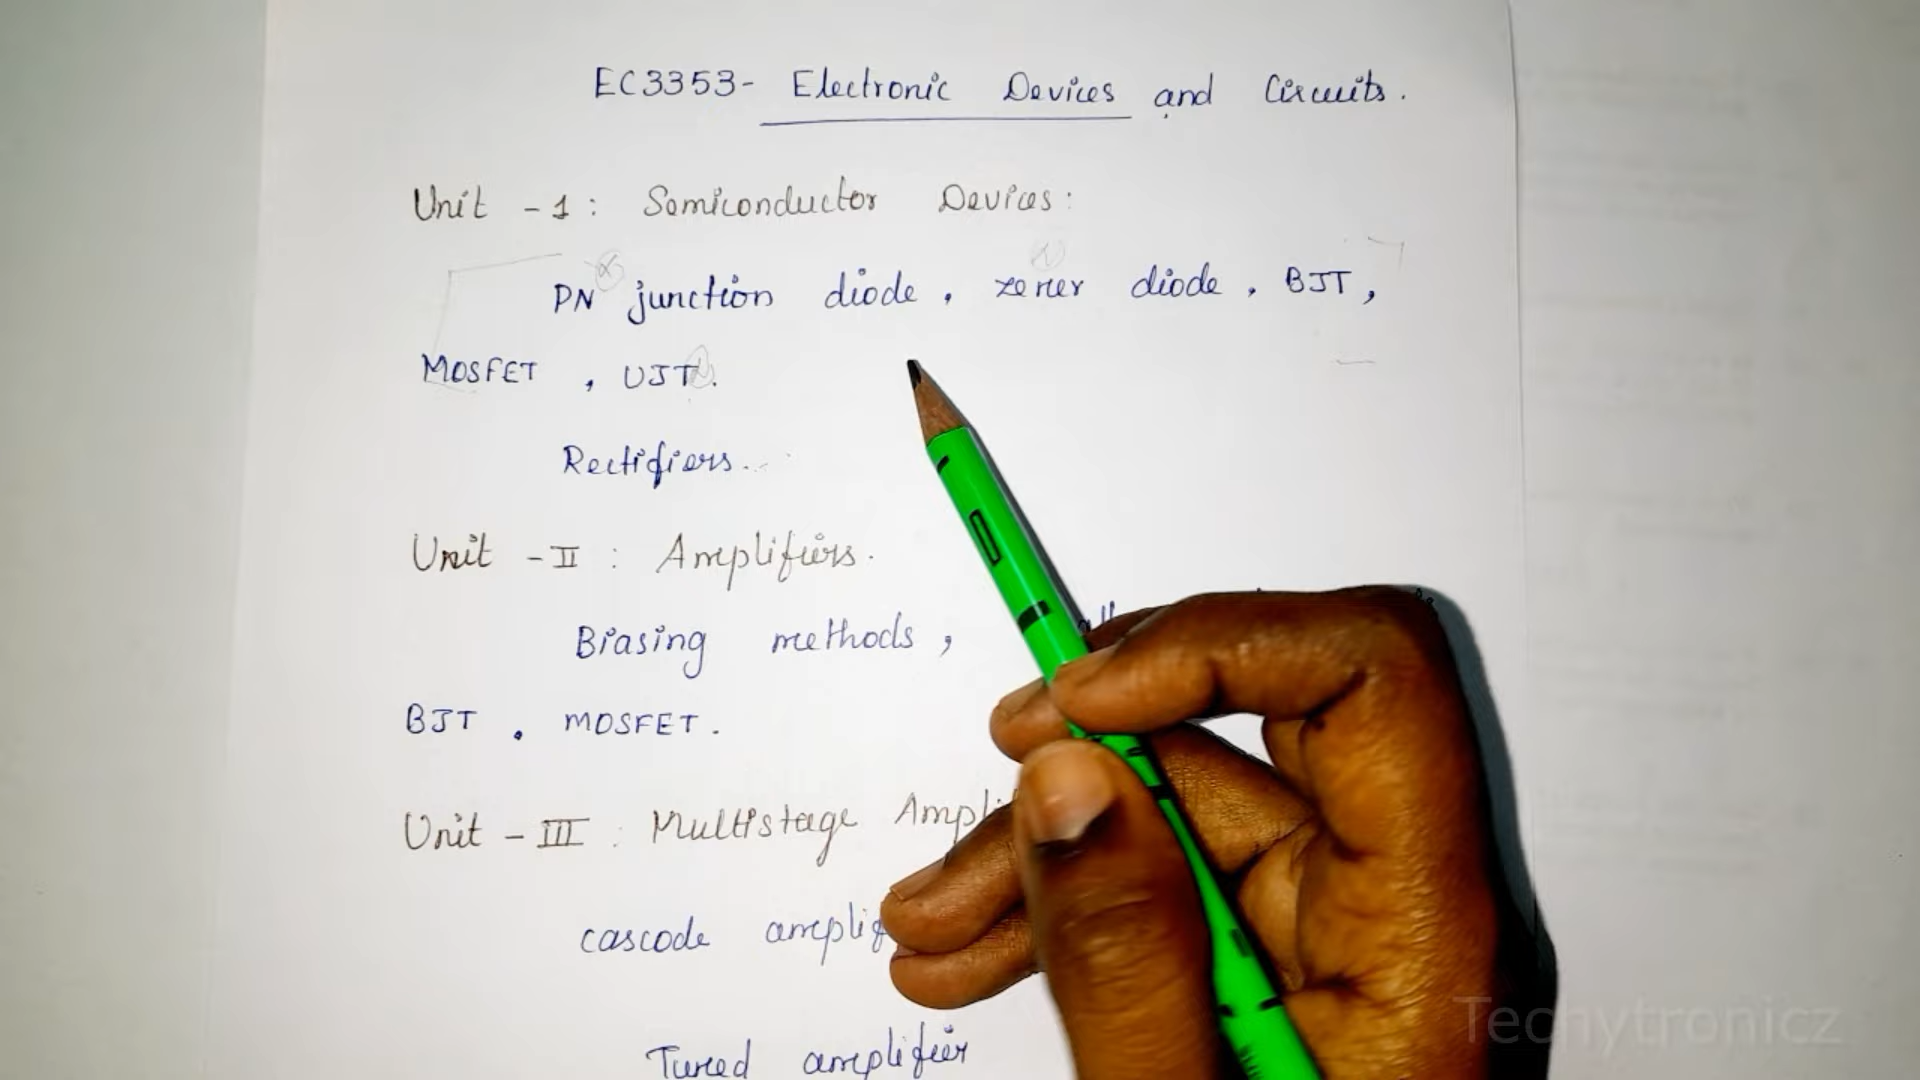 EC3353- Electronic Devices and Circuits.
Unit -1: Semiconductor Devices:
PN junction diode, zener diode, BJT,
MOSFET, UJT.
Rectifiers.
Unit -II: Amplifiers.
Biasing methods,
BJT, MOSFET.
Unit -III: Multistage
cascode
Tuned amplifier
Techytronicz